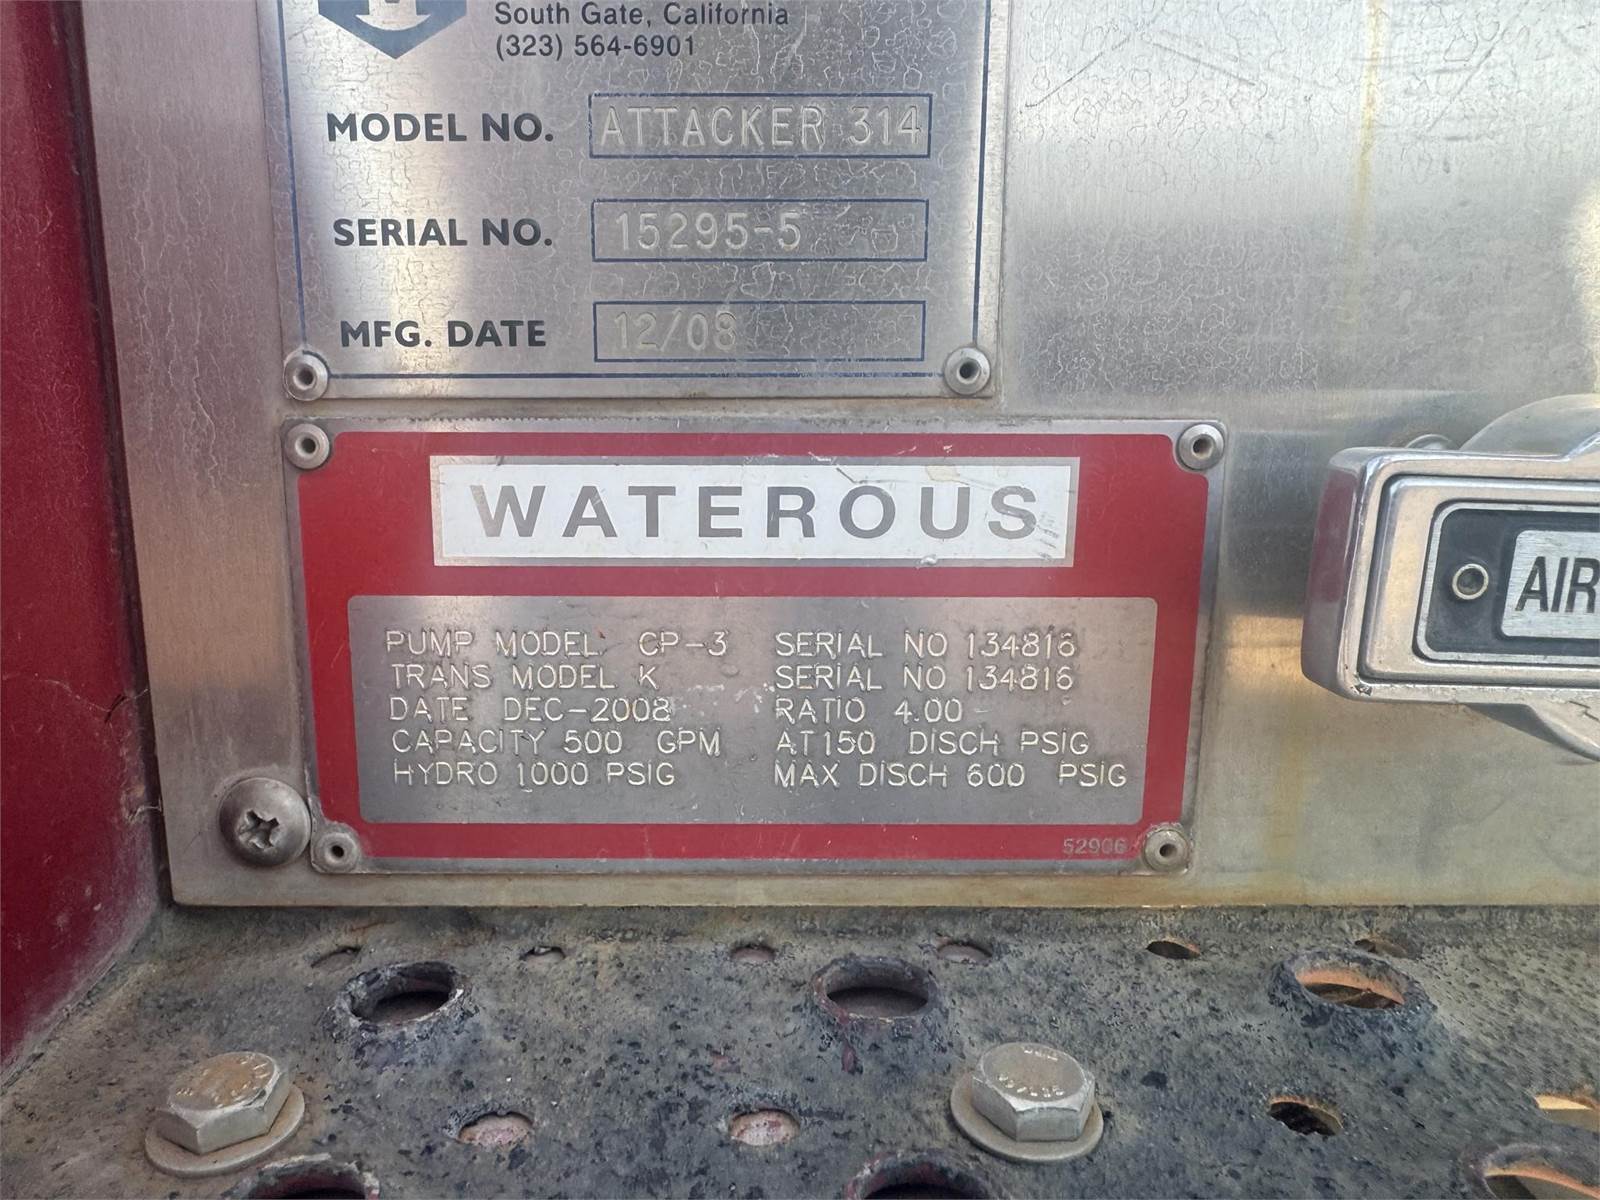 South Gate, California
(323) 564-6901
MODEL NO. ATTACKER 314
SERIAL NO. 15295-5
MFG. DATE 12/08
WATEROUS
PUMP MODEL CP-3 SERIAL NO 134816
TRANS MODEL K SERIAL NO 134816
DATE DEC-2008 RATIO 4.00
CAPACITY 500 GPM AT150 DISCH PSIG
HYDRO 1000 PSIG MAX DISCH 600 PSIG
52906
AIR